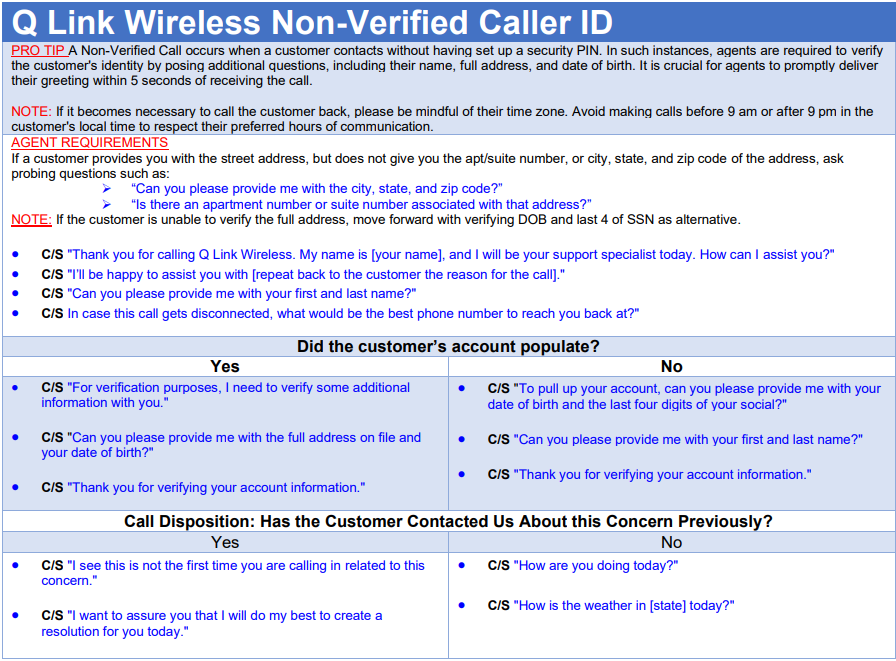 Q Link Wireless Non-Verified Caller ID
PRO TIP A Non-Verified Call occurs when a customer contacts without having set up a security PIN. In such instances, agents are required to verify
the customer's identity by posing additional questions, including their name, full address, and date of birth. It is crucial for agents to promptly deliver
their greeting within 5 seconds of receiving the call.
NOTE: If it becomes necessary to call the customer back, please be mindful of their time zone. Avoid making calls before 9 am or after 9 pm in the
customer's local time to respect their preferred hours of communication.
AGENT REQUIREMENTS
If a customer provides you with the street address, but does not give you the apt/suite number, or city, state, and zip code of the address, ask
probing questions such as:
➢ “Can you please provide me with the city, state, and zip code?”
➢ “Is there an apartment number or suite number associated with that address?”
NOTE: If the customer is unable to verify the full address, move forward with verifying DOB and last 4 of SSN as alternative.
• C/S "Thank you for calling Q Link Wireless. My name is [your name], and I will be your support specialist today. How can I assist you?"
• C/S "I’ll be happy to assist you with [repeat back to the customer the reason for the call]."
• C/S "Can you please provide me with your first and last name?"
• C/S In case this call gets disconnected, what would be the best phone number to reach you back at?"
Did the customer’s account populate?
Yes
• C/S "For verification purposes, I need to verify some additional
information with you."
• C/S "Can you please provide me with the full address on file and
your date of birth?"
• C/S "Thank you for verifying your account information."
No
• C/S "To pull up your account, can you please provide me with your
date of birth and the last four digits of your social?"
• C/S "Can you please provide me with your first and last name?"
• C/S "Thank you for verifying your account information."
Call Disposition: Has the Customer Contacted Us About this Concern Previously?
Yes
• C/S "I see this is not the first time you are calling in related to this
concern."
• C/S "I want to assure you that I will do my best to create a
resolution for you today."
No
• C/S "How are you doing today?"
• C/S "How is the weather in [state] today?"